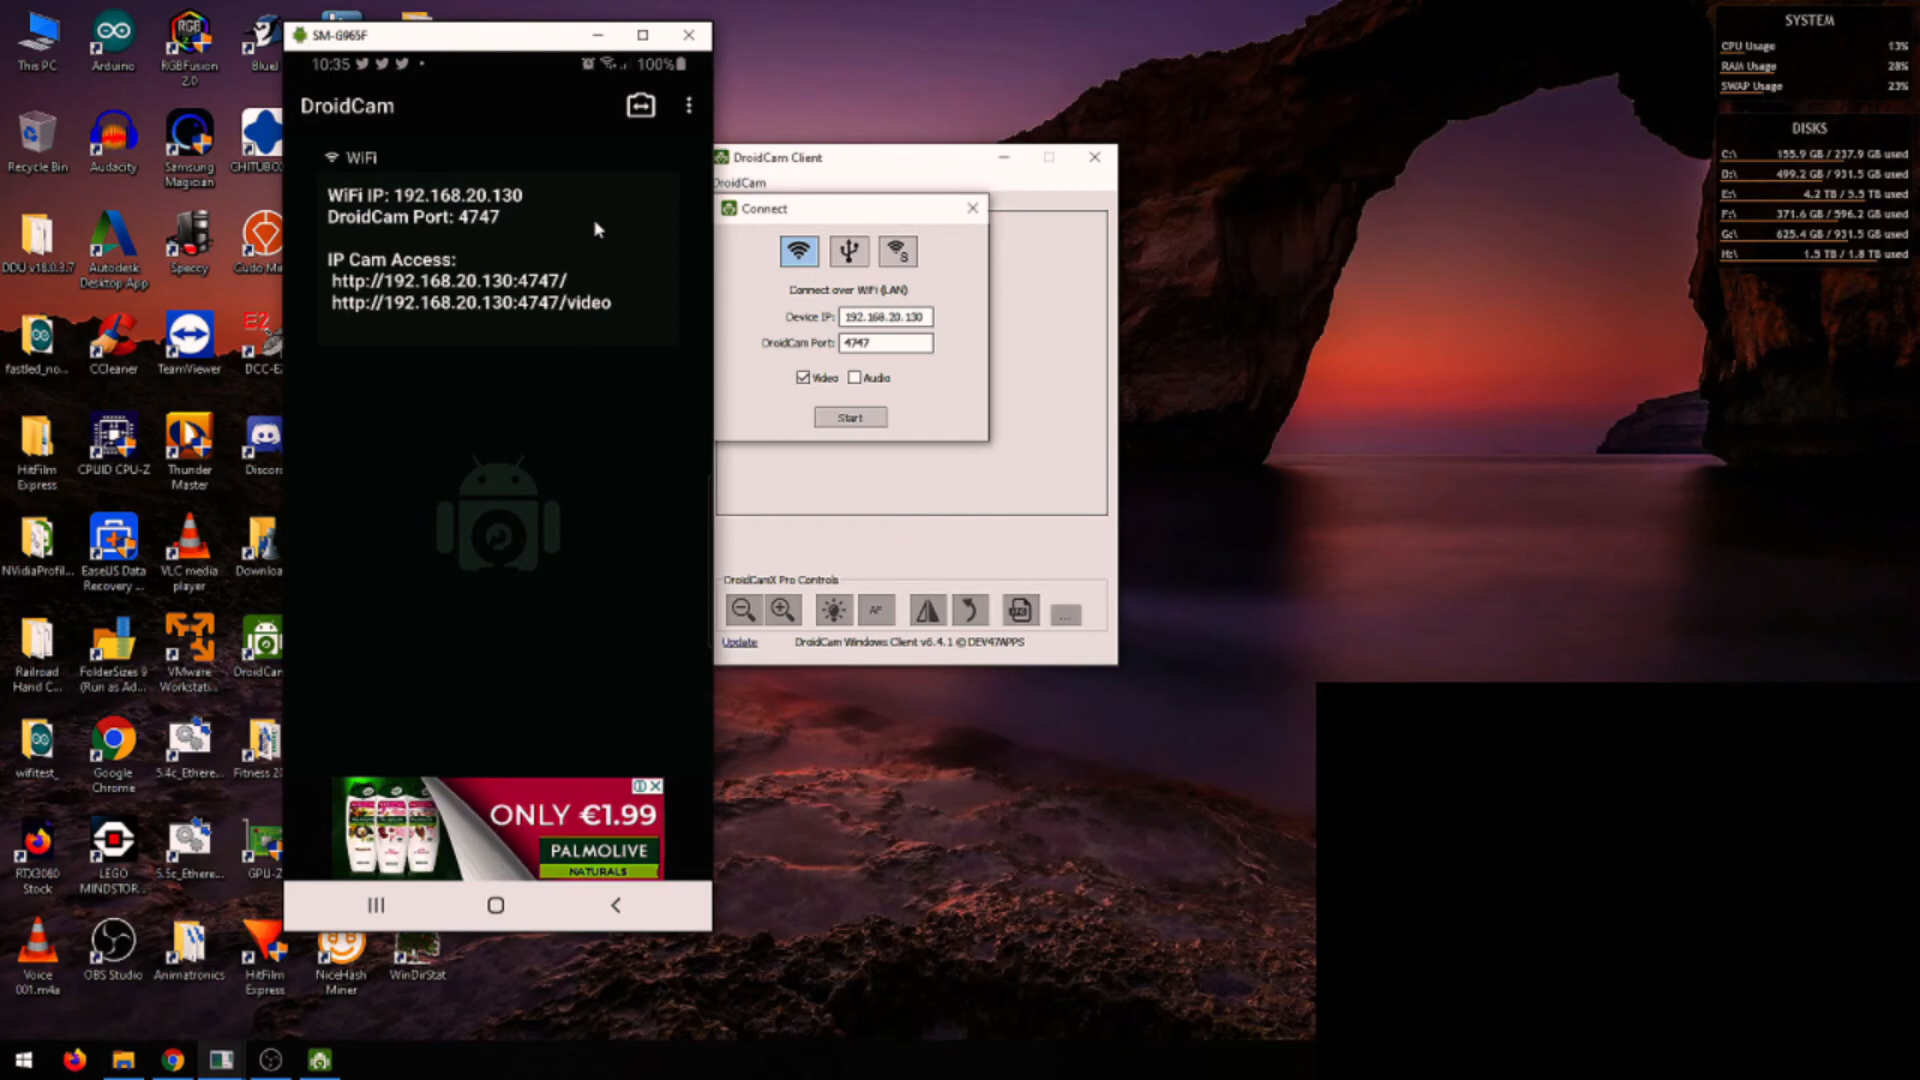 This PC
Arduino
RGBFusion
2.0
BlueJ
Recycle Bin
Audacity
Samsung
Magician
CHITUBO
DDU v18.0.3.7
Autodesk
Desktop App
Speccy
Cudo Mi
fastled_no...
CCleaner
TeamViewer
E2
DCC-E
HitFilm
Express
CPUID CPU-Z
Thunder
Master
Discor
NVidiaProfil...
EaseUS Data
Recovery ...
VLC media
player
Downloa
Railroad
Hand C...
FolderSizes 9
(Run as Ad...
VMware
Workstati...
DroidCan
wifitest_
Google
Chrome
5.4c_Ethere...
Fitness 2
RTX3080
Stock
LEGO
MINDSTOR...
5.5c_Ethere...
GPU-Z
Voice
001.m4a
OBS Studio
Animatronics
HitFilm
Express
NiceHash
Miner
WinDirStat
SM-G965F
10:35
100%
DroidCam
WiFi
WiFi IP: 192.168.20.130
DroidCam Port: 4747
IP Cam Access:
http://192.168.20.130:4747/
http://192.168.20.130:4747/video
ONLY €1.99
PALMOLIVE
NATURALS
DroidCam Client
DroidCam
Connect
S
Connect over WiFi (LAN)
Device IP: 192.168.20.130
DroidCam Port: 4747
Video Audio
Start
DroidCamX Pro Controls
AF
JPG
...
Update DroidCam Windows Client v6.4.1 © DEV47APPS
SYSTEM
CPU Usage 13%
RAM Usage 28%
SWAP Usage 23%
DISKS
C:\ 155.9 GB / 237.9 GB used
D:\ 499.2 GB / 931.5 GB used
E:\ 4.2 TB / 5.5 TB used
F:\ 371.6 GB / 596.2 GB used
G:\ 625.4 GB / 931.5 GB used
H:\ 1.5 TB / 1.8 TB used